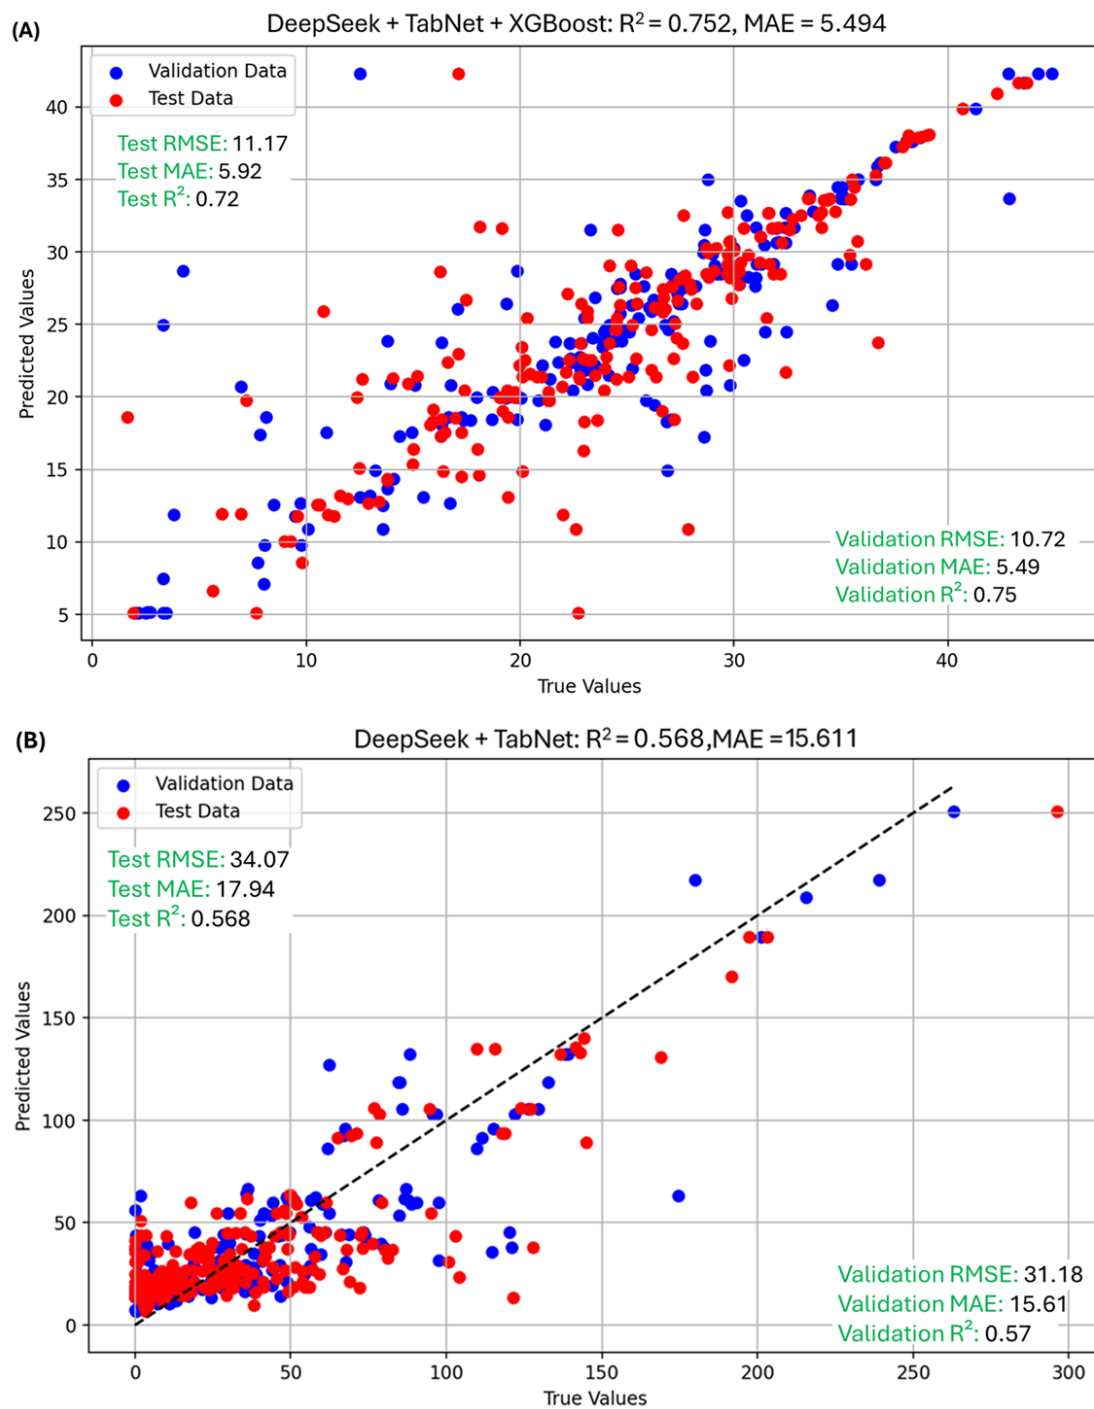 (A)
DeepSeek + TabNet + XGBoost: R² = 0.752, MAE = 5.494
Validation Data
Test Data
Test RMSE: 11.17
Test MAE: 5.92
Test R²: 0.72
Validation RMSE: 10.72
Validation MAE: 5.49
Validation R²: 0.75
Predicted Values
40
35
30
25
20
15
10
5
0 10 20 30 40
True Values
(B)
DeepSeek + TabNet: R² = 0.568,MAE =15.611
Validation Data
Test Data
Test RMSE: 34.07
Test MAE: 17.94
Test R²: 0.568
Validation RMSE: 31.18
Validation MAE: 15.61
Validation R²: 0.57
Predicted Values
250
200
150
100
50
0
0 50 100 150 200 250 300
True Values